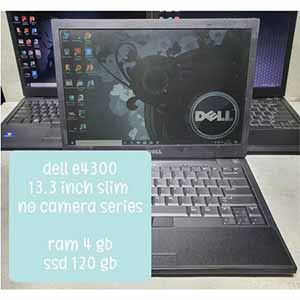 DELL
dell e4300
13.3 inch slim
no camera series
ram 4 gb
ssd 120 gb